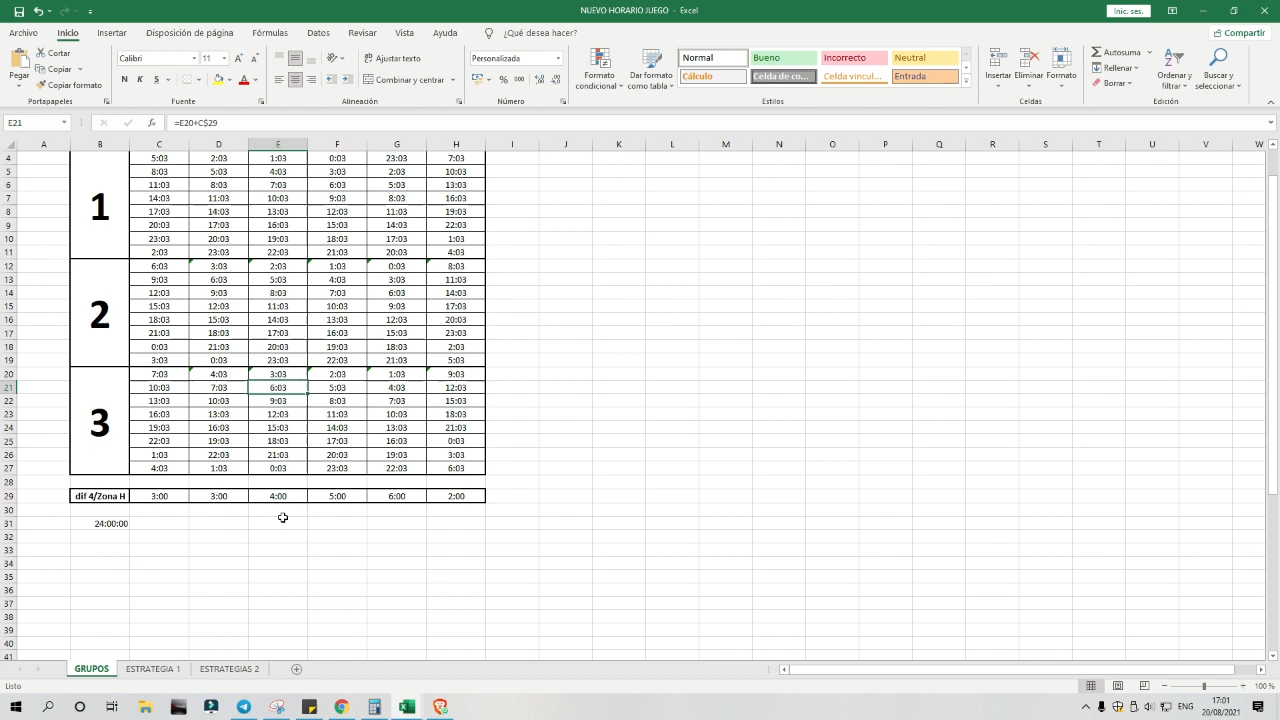 NUEVO HORARIO JUEGO - Excel
Inic. ses.
Archivo Inicio Insertar Disposición de página Fórmulas Datos Revisar Vista Ayuda ¿Qué desea hacer? Compartir
Pegar
Cortar
Copiar
Copiar formato
Portapapeles
Calibri 11
N K S
Fuente
Ajustar texto
Combinar y centrar
Alineación
Personalizada
% 000
Número
Formato condicional
Dar formato como tabla
Normal Bueno Incorrecto Neutral
Cálculo Celda de co... Celda vincul... Entrada
Estilos
Insertar Eliminar Formato
Celdas
Autosuma
Rellenar
Borrar
Ordenar y filtrar
Buscar y seleccionar
Edición
E21 fx =E20+C$29
A B C D E F G H I J K L M N O P Q R S T U V W
4 5:03 2:03 1:03 0:03 23:03 7:03
5 8:03 5:03 4:03 3:03 2:03 10:03
6 11:03 8:03 7:03 6:03 5:03 13:03
7 1 14:03 11:03 10:03 9:03 8:03 16:03
8 17:03 14:03 13:03 12:03 11:03 19:03
9 20:03 17:03 16:03 15:03 14:03 22:03
10 23:03 20:03 19:03 18:03 17:03 1:03
11 2:03 23:03 22:03 21:03 20:03 4:03
12 6:03 3:03 2:03 1:03 0:03 8:03
13 9:03 6:03 5:03 4:03 3:03 11:03
14 12:03 9:03 8:03 7:03 6:03 14:03
15 2 15:03 12:03 11:03 10:03 9:03 17:03
16 18:03 15:03 14:03 13:03 12:03 20:03
17 21:03 18:03 17:03 16:03 15:03 23:03
18 0:03 21:03 20:03 19:03 18:03 2:03
19 3:03 0:03 23:03 22:03 21:03 5:03
20 7:03 4:03 3:03 2:03 1:03 9:03
21 10:03 7:03 6:03 5:03 4:03 12:03
22 13:03 10:03 9:03 8:03 7:03 15:03
23 3 16:03 13:03 12:03 11:03 10:03 18:03
24 19:03 16:03 15:03 14:03 13:03 21:03
25 22:03 19:03 18:03 17:03 16:03 0:03
26 1:03 22:03 21:03 20:03 19:03 3:03
27 4:03 1:03 0:03 23:03 22:03 6:03
28
29 dif 4/Zona H 3:00 3:00 4:00 5:00 6:00 2:00
30
31 24:00:00
32
33
34
35
36
37
38
39
40
41
GRUPOS ESTRATEGIA 1 ESTRATEGIAS 2
Listo 100 %
ENG 17:01
20/08/2021